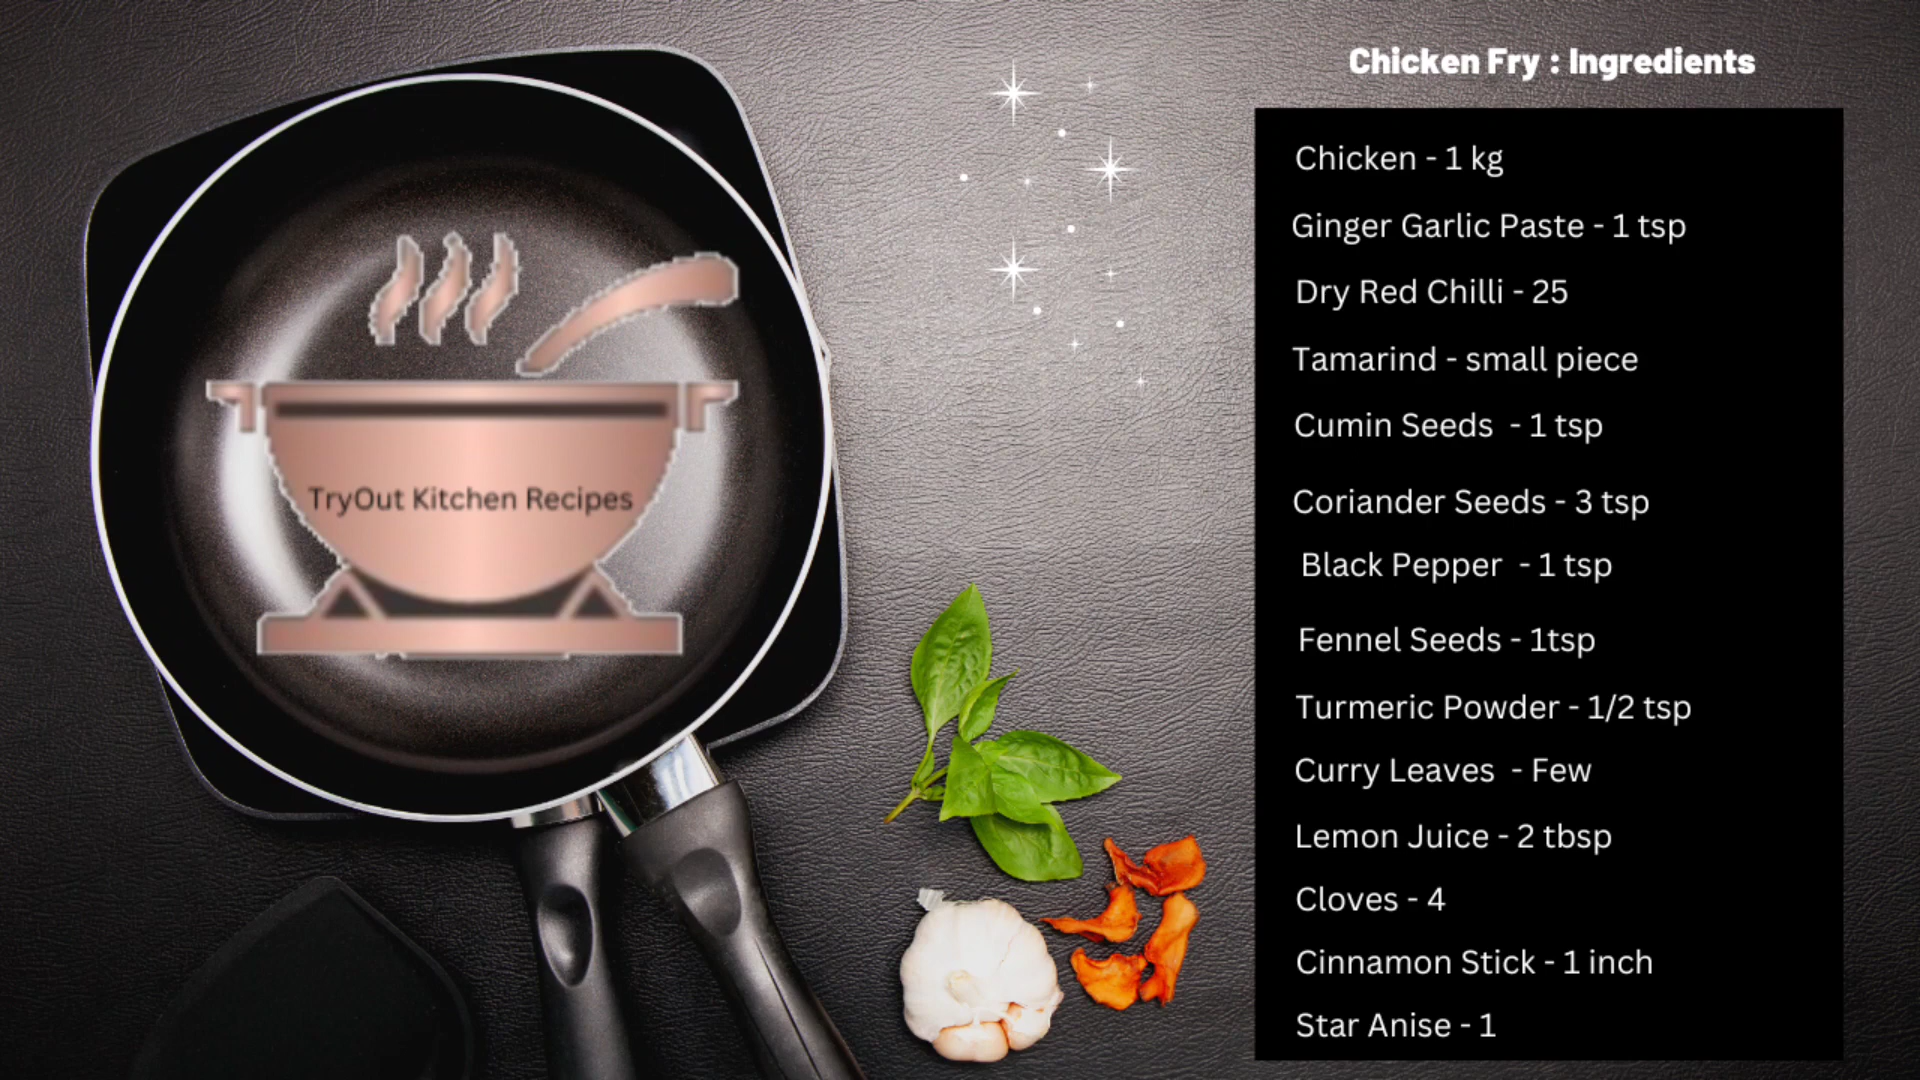 Chicken Fry : Ingredients
TryOut Kitchen Recipes
Chicken - 1 kg
Ginger Garlic Paste - 1 tsp
Dry Red Chilli - 25
Tamarind - small piece
Cumin Seeds - 1 tsp
Coriander Seeds - 3 tsp
Black Pepper - 1 tsp
Fennel Seeds - 1tsp
Turmeric Powder - 1/2 tsp
Curry Leaves - Few
Lemon Juice - 2 tbsp
Cloves - 4
Cinnamon Stick - 1 inch
Star Anise - 1